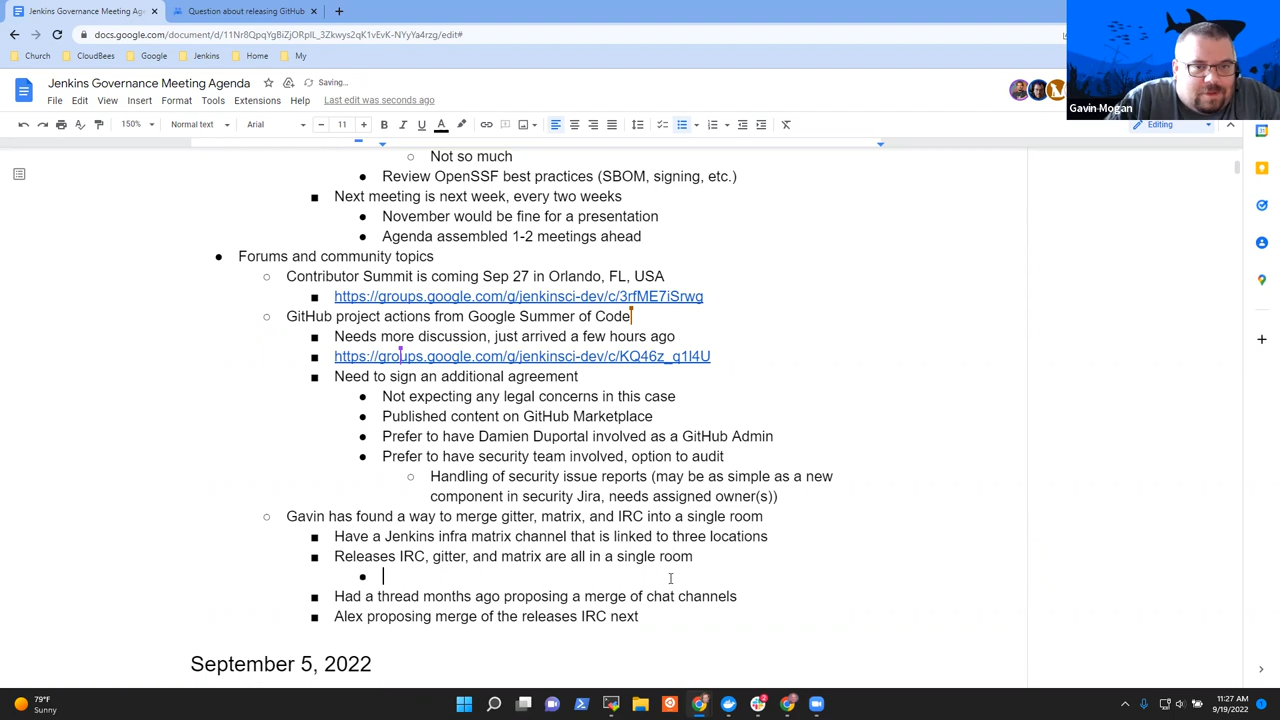 Jenkins Governance Meeting Age
Question about releasing GitHub
docs.google.com/document/d/11Nr8QpqYgBiZjORpIL_3Zkwys2qK1vEvK-NYyYa4rzg/edit#
Church
CloudBees
Google
Jenkins
Home
My
Gavin Mogan
Jenkins Governance Meeting Agenda
Saving...
File Edit View Insert Format Tools Extensions Help Last edit was seconds ago
150% Normal text Arial 11 Editing
Not so much
Review OpenSSF best practices (SBOM, signing, etc.)
Next meeting is next week, every two weeks
November would be fine for a presentation
Agenda assembled 1-2 meetings ahead
Forums and community topics
Contributor Summit is coming Sep 27 in Orlando, FL, USA
https://groups.google.com/g/jenkinsci-dev/c/3rfME7iSrwg
GitHub project actions from Google Summer of Code
Needs more discussion, just arrived a few hours ago
https://groups.google.com/g/jenkinsci-dev/c/KQ46z_q1I4U
Need to sign an additional agreement
Not expecting any legal concerns in this case
Published content on GitHub Marketplace
Prefer to have Damien Duportal involved as a GitHub Admin
Prefer to have security team involved, option to audit
Handling of security issue reports (may be as simple as a new
component in security Jira, needs assigned owner(s))
Gavin has found a way to merge gitter, matrix, and IRC into a single room
Have a Jenkins infra matrix channel that is linked to three locations
Releases IRC, gitter, and matrix are all in a single room
Had a thread months ago proposing a merge of chat channels
Alex proposing merge of the releases IRC next
September 5, 2022
79°F
Sunny
11:27 AM
9/19/2022